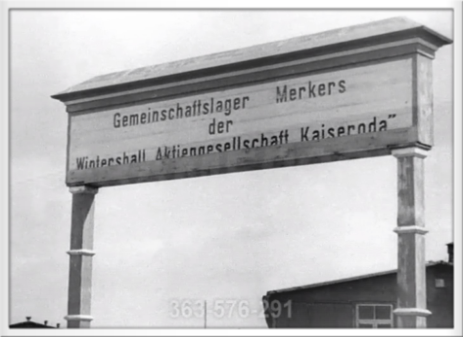 Gemeinschaftslager Merkers
der
Wintershall Aktiengesellschaft Kaiseroda"
363-576-291